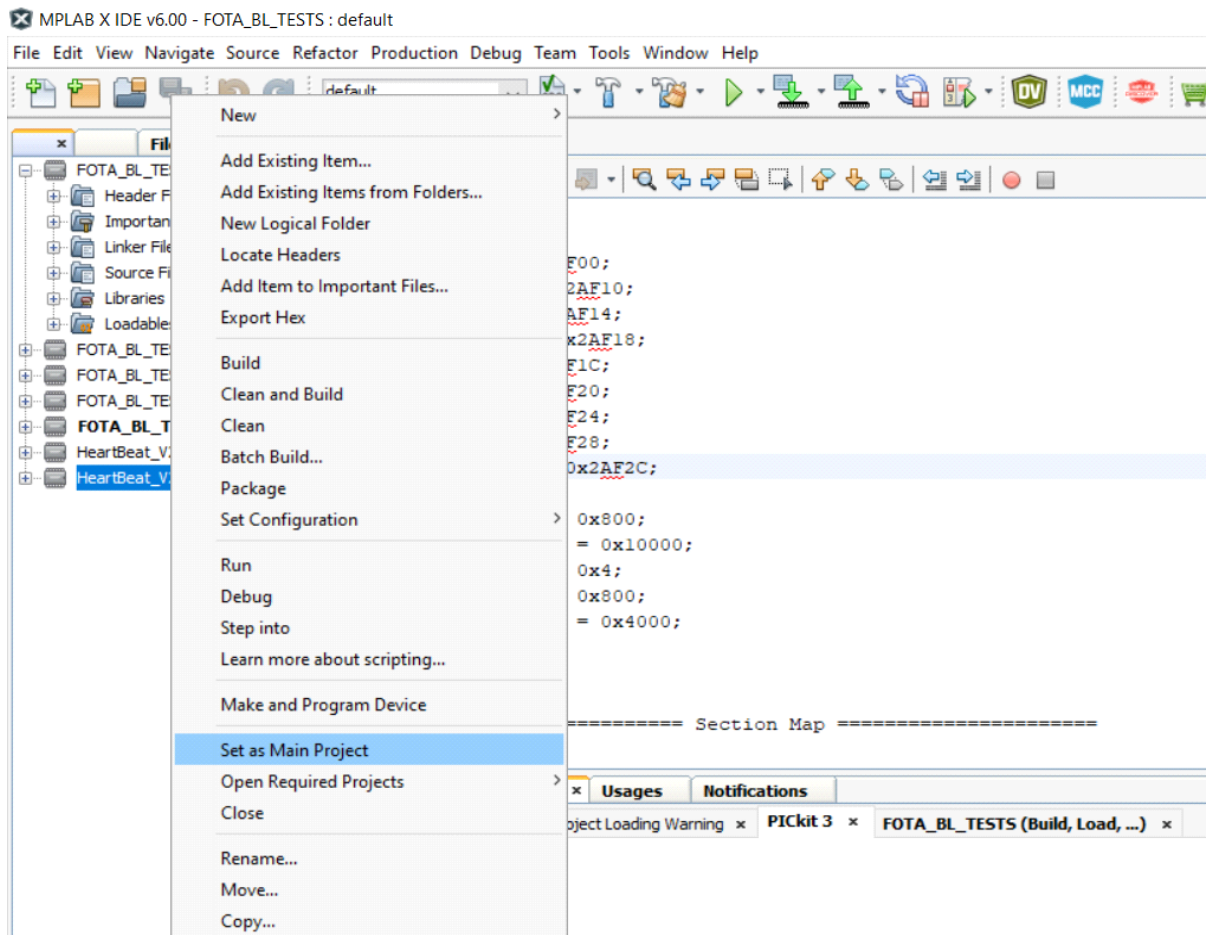 MPLAB X IDE v6.00 - FOTA_BL_TESTS : default
File Edit View Navigate Source Refactor Production Debug Team Tools Window Help
default
DV MCC
Fil
FOTA_BL_TE
Header F
Importan
Linker File
Source Fi
Libraries
Loadable
FOTA_BL_TE
FOTA_BL_TE
FOTA_BL_TE
FOTA_BL_T
HeartBeat_V
HeartBeat_V
New
Add Existing Item...
Add Existing Items from Folders...
New Logical Folder
Locate Headers
Add Item to Important Files...
Export Hex
Build
Clean and Build
Clean
Batch Build...
Package
Set Configuration
Run
Debug
Step into
Learn more about scripting...
Make and Program Device
Set as Main Project
Open Required Projects
Close
Rename...
Move...
Copy...
F00;
2AF10;
AF14;
x2AF18;
F1C;
F20;
F24;
F28;
0x2AF2C;
0x800;
= 0x10000;
0x4;
0x800;
= 0x4000;
========== Section Map ======================
Usages Notifications
oject Loading Warning PICkit 3 FOTA_BL_TESTS (Build, Load, ...)